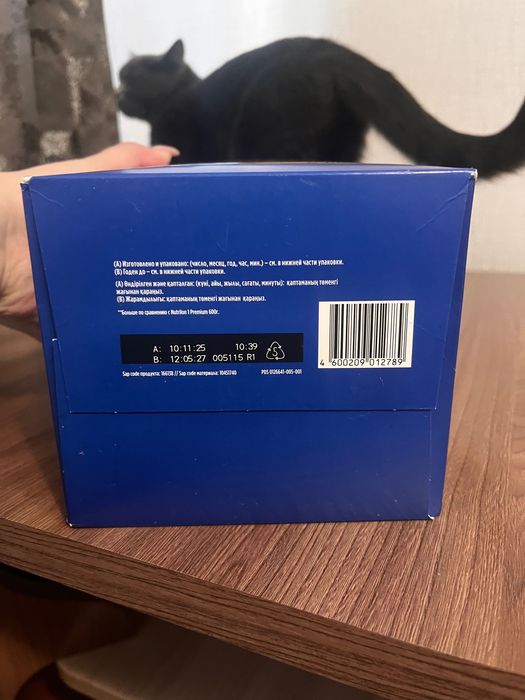 (А) Изготовлено и упаковано: (число, месяц, год, час, мин.) – см. в нижней части упаковки.
(В) Годен до – см. в нижней части упаковки.
(А) Өндірілген және қапталған: (күні, айы, жылы, сағаты, минуты): қаптаманың төменгі
жағынан қараңыз.
(В) Жарамдылығы: қаптаманың төменгі жағынан қараңыз.
**Больше по сравнению с Nutrilon 1 Premium 600г.
A: 10:11:25 10:39
B: 12:05:27 005115 R1
5
4 600209 012789
Sap code продукта: 166138 // Sap code материала: 10451740 PDS 0126641-005-001